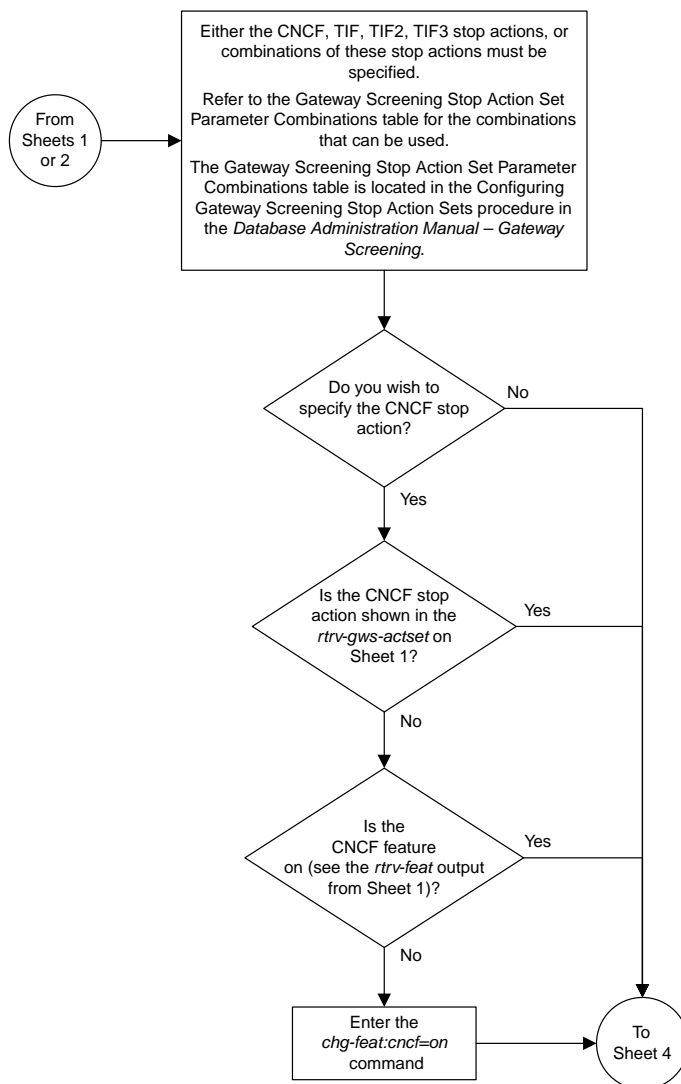 Either the CNCF, TIF, TIF2, TIF3 stop actions, or
combinations of these stop actions must be
specified.
Refer to the Gateway Screening Stop Action Set
Parameter Combinations table for the combinations
that can be used.
The Gateway Screening Stop Action Set Parameter
Combinations table is located in the Configuring
Gateway Screening Stop Action Sets procedure in
the Database Administration Manual – Gateway
Screening.
From
Sheets 1
or 2
Do you wish to
specify the CNCF stop
action?
No
Yes
Is the CNCF stop
action shown in the
rtrv-gws-actset on
Sheet 1?
Yes
No
Is the
CNCF feature
on (see the rtrv-feat output
from Sheet 1)?
Yes
No
Enter the
chg-feat:cncf=on
command
To
Sheet 4